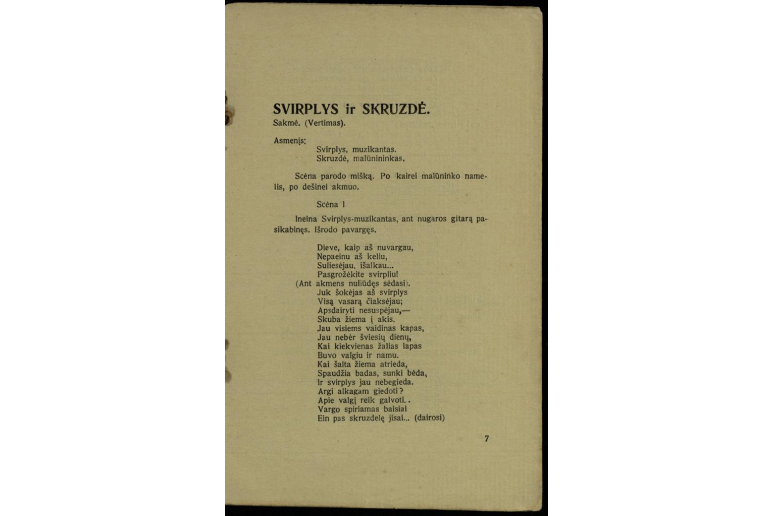 SVIRPLYS ir SKRUZDĖ.
Sakmė. (Vertimas).
Asmenįs:
Svirplys, muzikantas.
Skruzdė, malūnininkas.
Scėna parodo mišką. Po kairei malūninko name-
lis, po dešinei akmuo.
Scėna I
Ineina Svirplys-muzikantas, ant nugaros gitarą pa-
sikabinęs. Išrodo pavargęs.
Dieve, kaip aš nuvargau,
Nepaeinu aš keliu,
Suliesėjau, išalkau...
Pasgrožėkite svirpliu!
(Ant akmens nuliūdęs sėdasi).
Juk šokėjas aš svirplys
Visą vasarą čiaksėjau;
Apsdairyti nesuspėjau,—
Skuba žiema į akis.
Jau visiems vaidinas kapas,
Jau nebėr šviesių dienų,
Kai kiekvienas žalias lapas
Buvo valgiu ir namu.
Kai šalta žiema atrieda,
Spaudžia badas, sunki bėda,
Ir svirplys jau nebegieda.
Argi alkagam giedoti?
Apie valgį reik galvoti..
Vargo spiriamas baisiai
Ein pas skruzdelę jisai... (dairosi)
7